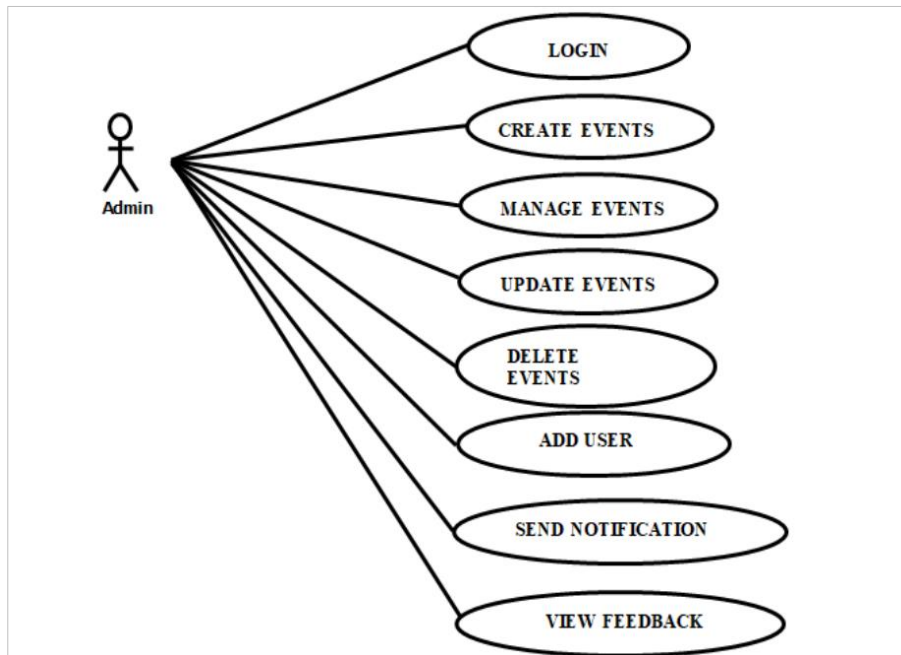 LOGIN
CREATE EVENTS
Admin
MANAGE EVENTS
UPDATE EVENTS
DELETE
EVENTS
ADD USER
SEND NOTIFICATION
VIEW FEEDBACK